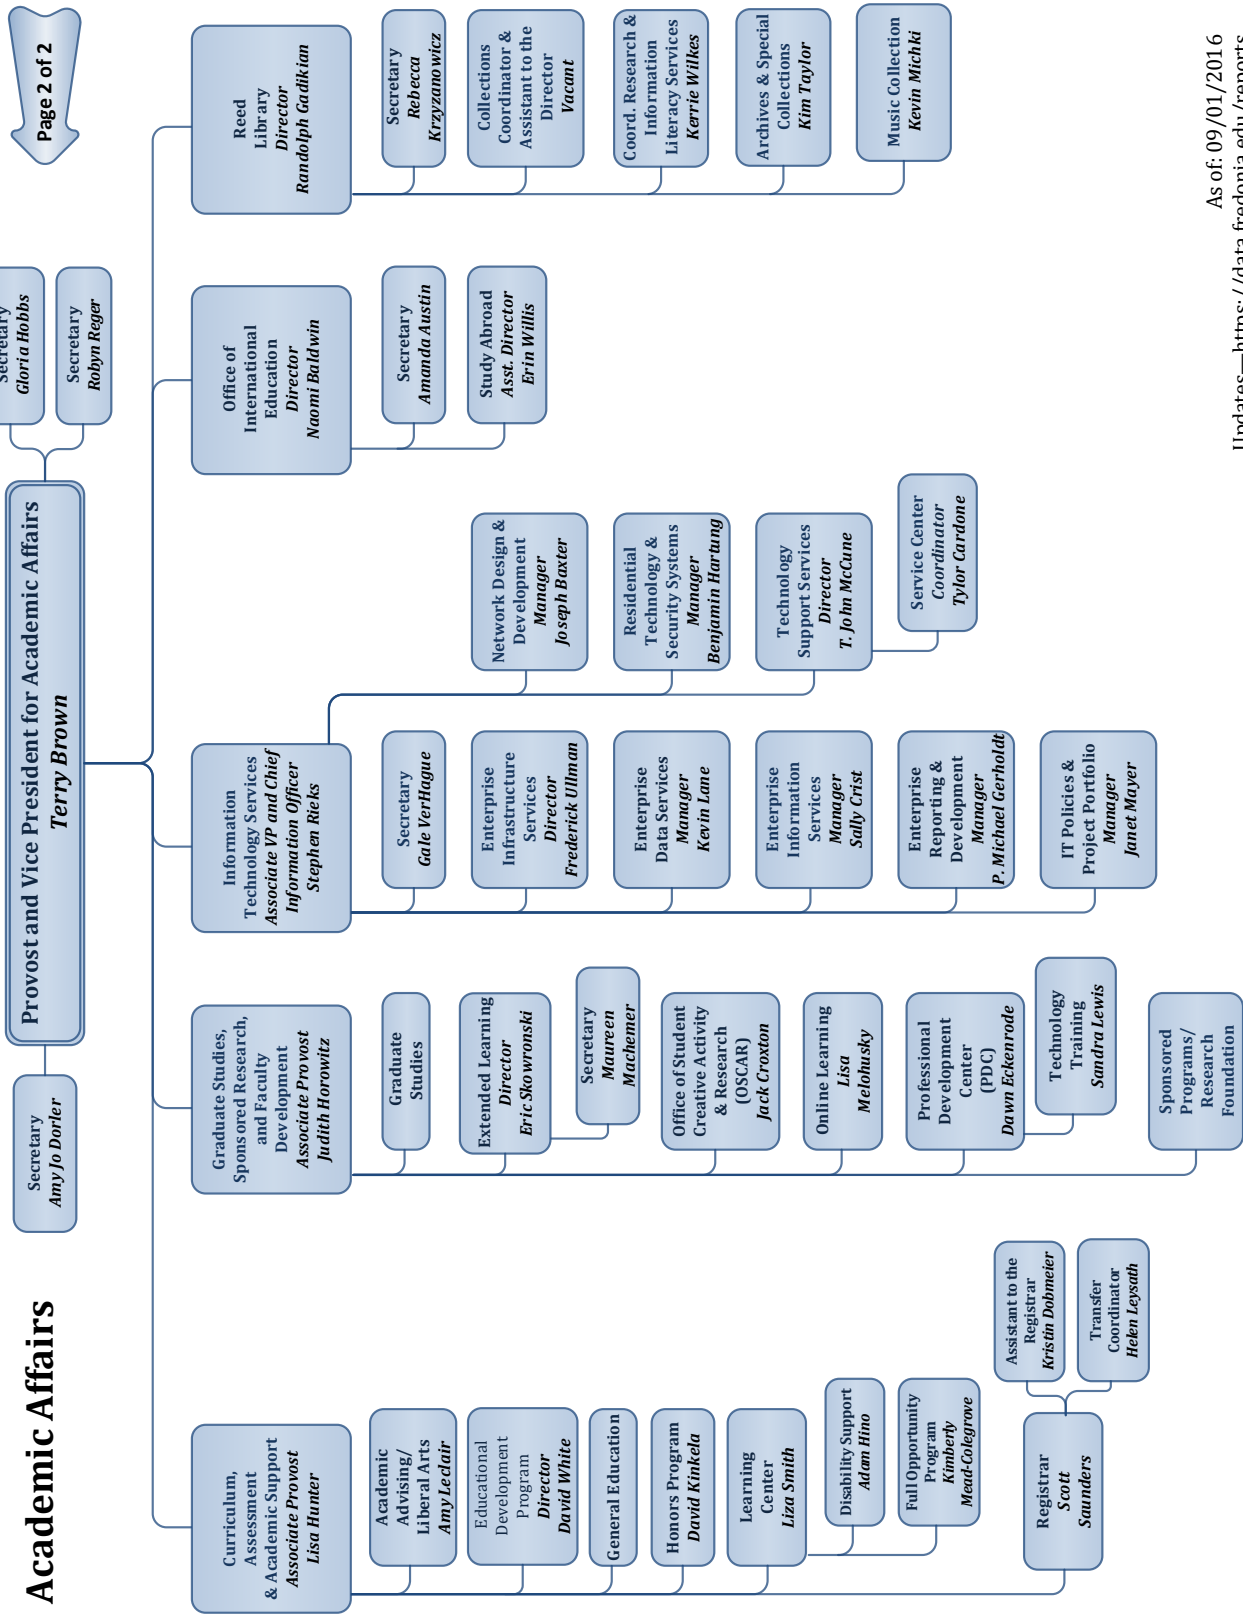 Academic Affairs
Page 2 of 2
Secretary
Amy Jo Dorler
Provost and Vice President for Academic Affairs
Terry Brown
Secretary
Gloria Hobbs
Secretary
Robyn Reger
Curriculum,
Assessment
& Academic Support
Associate Provost
Lisa Hunter
Academic
Advising/
Liberal Arts
Amy Leclair
Educational
Development
Program
Director
David White
General Education
Honors Program
David Kinkela
Learning
Center
Liza Smith
Disability Support
Adam Hino
Full Opportunity
Program
Kimberly
Mead-Colegrove
Registrar
Scott
Saunders
Assistant to the
Registrar
Kristin Dobmeier
Transfer
Coordinator
Helen Leysath
Graduate Studies,
Sponsored Research,
and Faculty
Development
Associate Provost
Judith Horowitz
Graduate
Studies
Extended Learning
Director
Eric Skowronski
Secretary
Maureen
Machemer
Office of Student
Creative Activity
& Research
(OSCAR)
Jack Croxton
Online Learning
Lisa
Melohusky
Professional
Development
Center
(PDC)
Dawn Eckenrode
Technology
Training
Sandra Lewis
Sponsored
Programs/
Research
Foundation
Information
Technology Services
Associate VP and Chief
Information Officer
Stephen Rieks
Secretary
Gale VerHague
Enterprise
Infrastructure
Services
Director
Frederick Ullman
Enterprise
Data Services
Manager
Kevin Lane
Enterprise
Information
Services
Manager
Sally Crist
Enterprise
Reporting &
Development
Manager
P. Michael Gerholdt
IT Policies &
Project Portfolio
Manager
Janet Mayer
Network Design &
Development
Manager
Joseph Baxter
Residential
Technology &
Security Systems
Manager
Benjamin Hartung
Technology
Support Services
Director
T. John McCune
Service Center
Coordinator
Tylor Cardone
Office of
International
Education
Director
Naomi Baldwin
Secretary
Amanda Austin
Study Abroad
Asst. Director
Erin Willis
Reed
Library
Director
Randolph Gadikian
Secretary
Rebecca
Krzyzanowicz
Collections
Coordinator &
Assistant to the
Director
Vacant
Coord. Research &
Information
Literacy Services
Kerrie Wilkes
Archives & Special
Collections
Kim Taylor
Music Collection
Kevin Michki
As of: 09/01/2016
Updates—https://data.fredonia.edu/reports